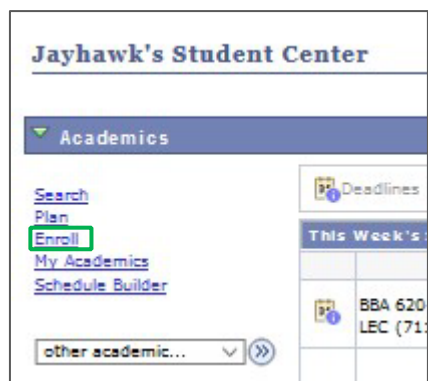 Jayhawk's Student Center
Academics
Search
Plan
Enroll
My Academics
Schedule Builder
other academic...
Deadlines
This Week's
BBA 620
LEC (711